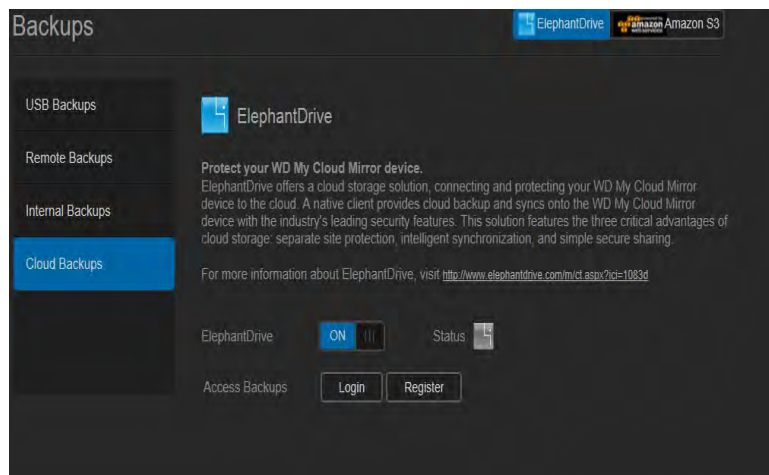 Backups
ElephantDrive
amazon
web services
Amazon S3
USB Backups
Remote Backups
Internal Backups
Cloud Backups
ElephantDrive
Protect your WD My Cloud Mirror device.
ElephantDrive offers a cloud storage solution, connecting and protecting your WD My Cloud Mirror
device to the cloud. A native client provides cloud backup and syncs onto the WD My Cloud Mirror
device with the industry's leading security features. This solution features the three critical advantages of
cloud storage: separate site protection, intelligent synchronization, and simple secure sharing.
For more information about ElephantDrive, visit http://www.elephantdrive.com/m/ct.aspx?ici=1083d
ElephantDrive ON Status
Access Backups Login Register